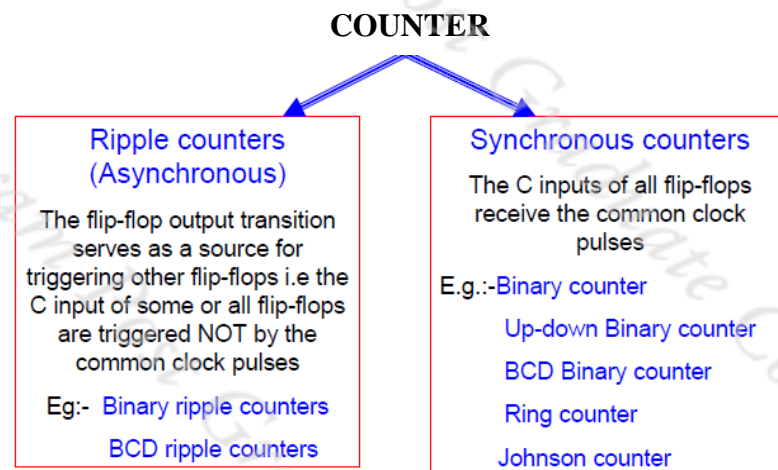 COUNTER
Ripple counters
(Asynchronous)
The flip-flop output transition
serves as a source for
triggering other flip-flops i.e the
C input of some or all flip-flops
are triggered NOT by the
common clock pulses
Eg:- Binary ripple counters
BCD ripple counters
Synchronous counters
The C inputs of all flip-flops
receive the common clock
pulses
E.g.:-Binary counter
Up-down Binary counter
BCD Binary counter
Ring counter
Johnson counter